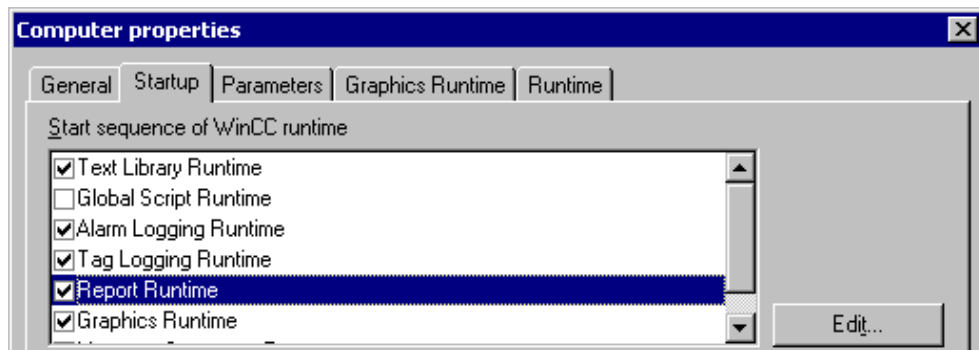 Computer properties
General Startup Parameters Graphics Runtime Runtime
Start sequence of WinCC runtime
Text Library Runtime
Global Script Runtime
Alarm Logging Runtime
Tag Logging Runtime
Report Runtime
Graphics Runtime
Edit...